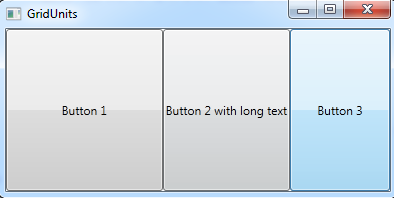 GridUnits
Button 1
Button 2 with long text
Button 3